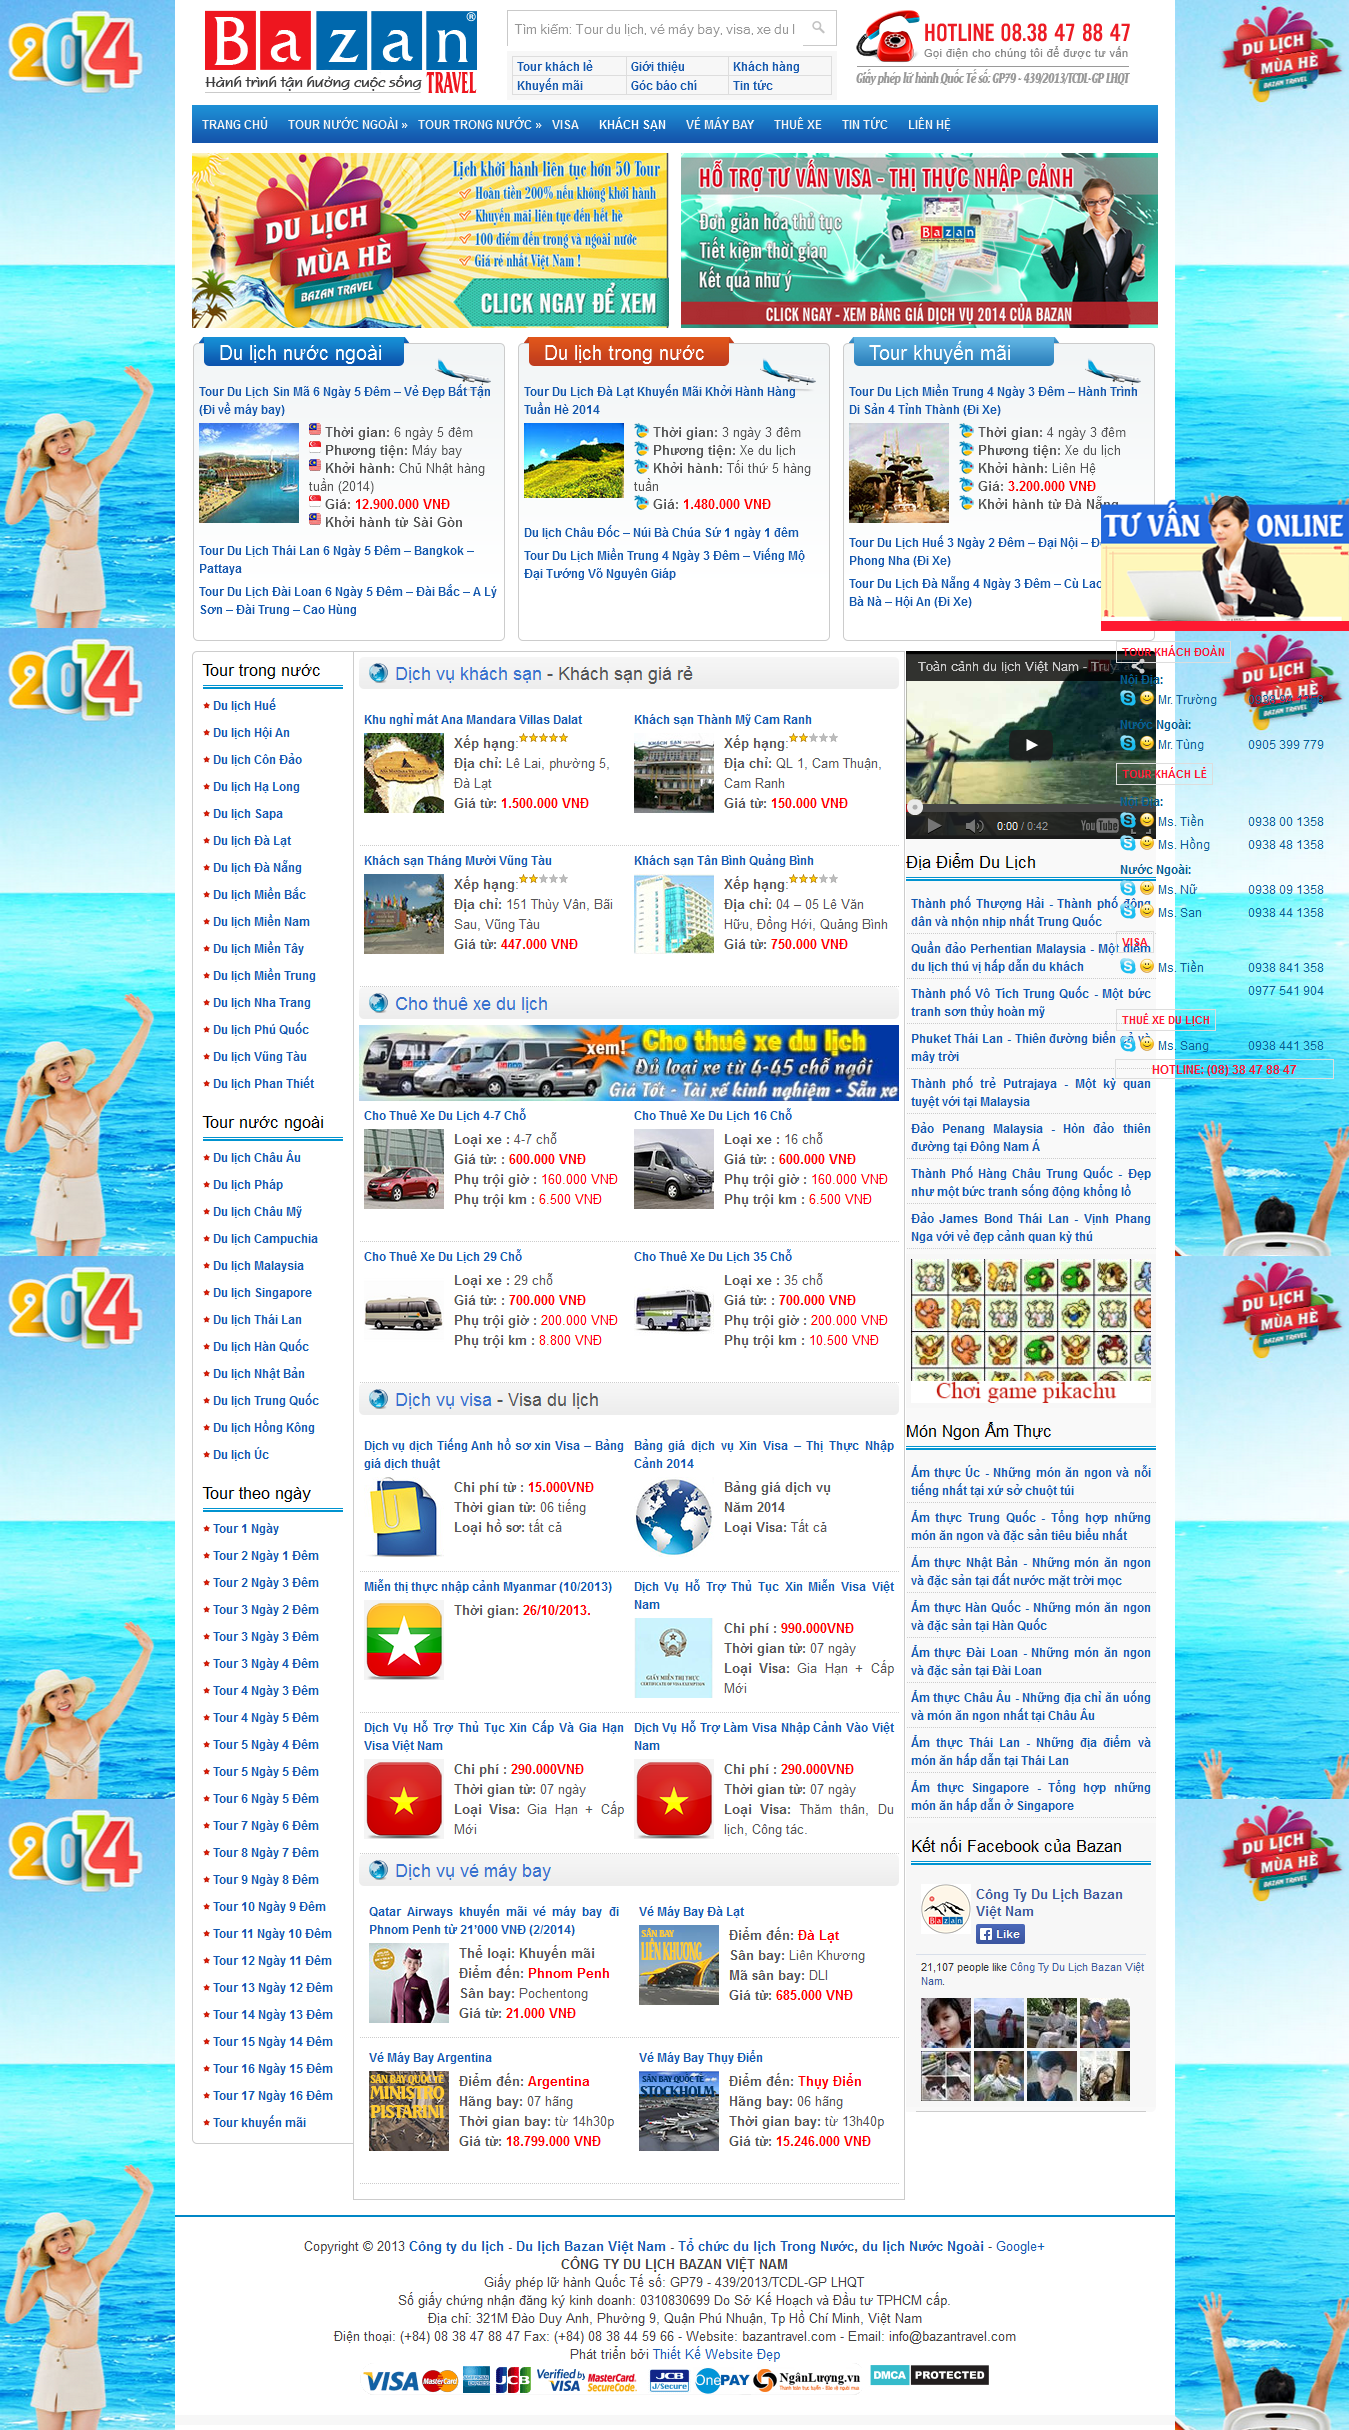 Bazan®
Hành trình tận hưởng cuộc sống TRAVEL
Tìm kiếm: Tour du lịch, vé máy bay, visa, xe du l
Tour khách lẻ
Giới thiệu
Khách hàng
Khuyến mãi
Góc báo chí
Tin tức
HOTLINE 08.38 47 88 47
Gọi điện cho chúng tôi để được tư vấn
Giấy phép lữ hành Quốc Tế số: GP79 - 439/2013/TCDL-GP LHQT
2014
DU LỊCH MÙA HÈ
BAZAN TRAVEL
TRANG CHỦ
TOUR NƯỚC NGOÀI »
TOUR TRONG NƯỚC »
VISA
KHÁCH SẠN
VÉ MÁY BAY
THUÊ XE
TIN TỨC
LIÊN HỆ
DU LỊCH
MÙA HÈ
BAZAN TRAVEL
Lịch khởi hành liên tục hơn 50 Tour
Hoàn tiền 200% nếu không khởi hành
Khuyến mãi liên tục đến hết hè
100 điểm đến trong và ngoài nước
Giá rẻ nhất Việt Nam !
CLICK NGAY ĐỂ XEM
HỖ TRỢ TƯ VẤN VISA - THỊ THỰC NHẬP CẢNH
Đơn giản hóa thủ tục
Tiết kiệm thời gian
Kết quả như ý
CLICK NGAY - XEM BẢNG GIÁ DỊCH VỤ 2014 CỦA BAZAN
Du lịch nước ngoài
Tour Du Lịch Sin Mã 6 Ngày 5 Đêm – Vẻ Đẹp Bất Tận
(Đi về máy bay)
Thời gian: 6 ngày 5 đêm
Phương tiện: Máy bay
Khởi hành: Chủ Nhật hàng
tuần (2014)
Giá: 12.900.000 VNĐ
Khởi hành từ Sài Gòn
Tour Du Lịch Thái Lan 6 Ngày 5 Đêm – Bangkok –
Pattaya
Tour Du Lịch Đài Loan 6 Ngày 5 Đêm – Đài Bắc – A Lý
Sơn – Đài Trung – Cao Hùng
Du lịch trong nước
Tour Du Lịch Đà Lạt Khuyến Mãi Khởi Hành Hàng
Tuần Hè 2014
Thời gian: 3 ngày 3 đêm
Phương tiện: Xe du lịch
Khởi hành: Tối thứ 5 hàng
tuần
Giá: 1.480.000 VNĐ
Du lịch Châu Đốc – Núi Bà Chúa Sứ 1 ngày 1 đêm
Tour Du Lịch Miền Trung 4 Ngày 3 Đêm – Viếng Mộ
Đại Tướng Võ Nguyên Giáp
Tour khuyến mãi
Tour Du Lịch Miền Trung 4 Ngày 3 Đêm – Hành Trình
Di Sản 4 Tỉnh Thành (Đi Xe)
Thời gian: 4 ngày 3 đêm
Phương tiện: Xe du lịch
Khởi hành: Liên Hệ
Giá: 3.200.000 VNĐ
Khởi hành từ Đà Nẵng
Tour Du Lịch Huế 3 Ngày 2 Đêm – Đại Nội –
Phong Nha (Đi Xe)
Tour Du Lịch Đà Nẵng 4 Ngày 3 Đêm – Cù Lao
Bà Nà – Hội An (Đi Xe)
TƯ VẤN ONLINE
TOUR KHÁCH ĐOÀN
Nội Địa:
Mr. Trường
Nước Ngoài:
Mr. Tùng 0905 399 779
TOUR KHÁCH LẺ
Nội Địa:
Ms. Tiên 0938 00 1358
Ms. Hồng 0938 48 1358
Nước Ngoài:
Ms. Nữ 0938 09 1358
Ms. San 0938 44 1358
VISA
Ms. Tiên 0938 841 358
0977 541 904
THUÊ XE DU LỊCH
Ms. Sang 0938 441 358
HOTLINE: (08) 38 47 88 47
Tour trong nước
Du lịch Huế
Du lịch Hội An
Du lịch Côn Đảo
Du lịch Hạ Long
Du lịch Sapa
Du lịch Đà Lạt
Du lịch Đà Nẵng
Du lịch Miền Bắc
Du lịch Miền Nam
Du lịch Miền Tây
Du lịch Miền Trung
Du lịch Nha Trang
Du lịch Phú Quốc
Du lịch Vũng Tàu
Du lịch Phan Thiết
Tour nước ngoài
Du lịch Châu Âu
Du lịch Pháp
Du lịch Châu Mỹ
Du lịch Campuchia
Du lịch Malaysia
Du lịch Singapore
Du lịch Thái Lan
Du lịch Hàn Quốc
Du lịch Nhật Bản
Du lịch Trung Quốc
Du lịch Hồng Kông
Du lịch Úc
Tour theo ngày
Tour 1 Ngày
Tour 2 Ngày 1 Đêm
Tour 2 Ngày 3 Đêm
Tour 3 Ngày 2 Đêm
Tour 3 Ngày 3 Đêm
Tour 3 Ngày 4 Đêm
Tour 4 Ngày 3 Đêm
Tour 4 Ngày 5 Đêm
Tour 5 Ngày 4 Đêm
Tour 5 Ngày 5 Đêm
Tour 6 Ngày 5 Đêm
Tour 7 Ngày 6 Đêm
Tour 8 Ngày 7 Đêm
Tour 9 Ngày 8 Đêm
Tour 10 Ngày 9 Đêm
Tour 11 Ngày 10 Đêm
Tour 12 Ngày 11 Đêm
Tour 13 Ngày 12 Đêm
Tour 14 Ngày 13 Đêm
Tour 15 Ngày 14 Đêm
Tour 16 Ngày 15 Đêm
Tour 17 Ngày 16 Đêm
Tour khuyến mãi
Dịch vụ khách sạn - Khách sạn giá rẻ
Khu nghỉ mát Ana Mandara Villas Dalat
Xếp hạng:
Địa chỉ: Lê Lai, phường 5,
Đà Lạt
Giá từ: 1.500.000 VNĐ
Khách sạn Thành Mỹ Cam Ranh
Xếp hạng:
Địa chỉ: QL 1, Cam Thuận,
Cam Ranh
Giá từ: 150.000 VNĐ
Khách sạn Tháng Mười Vũng Tàu
Xếp hạng:
Địa chỉ: 151 Thùy Vân, Bãi
Sau, Vũng Tàu
Giá từ: 447.000 VNĐ
Khách sạn Tân Bình Quảng Bình
Xếp hạng:
Địa chỉ: 04 – 05 Lê Văn
Hữu, Đồng Hới, Quảng Bình
Giá từ: 750.000 VNĐ
Cho thuê xe du lịch
xem! Cho thuê xe du lịch
Đủ loại xe từ 4-45 chỗ ngồi
Giá Tốt - Tài xế kinh nghiệm - Sẵn xe
Cho Thuê Xe Du Lịch 4-7 Chỗ
Loại xe : 4-7 chỗ
Giá từ: : 600.000 VNĐ
Phụ trội giờ : 160.000 VNĐ
Phụ trội km : 6.500 VNĐ
Cho Thuê Xe Du Lịch 16 Chỗ
Loại xe : 16 chỗ
Giá từ: : 600.000 VNĐ
Phụ trội giờ : 160.000 VNĐ
Phụ trội km : 6.500 VNĐ
Cho Thuê Xe Du Lịch 29 Chỗ
Loại xe : 29 chỗ
Giá từ: : 700.000 VNĐ
Phụ trội giờ : 200.000 VNĐ
Phụ trội km : 8.800 VNĐ
Cho Thuê Xe Du Lịch 35 Chỗ
Loại xe : 35 chỗ
Giá từ: : 700.000 VNĐ
Phụ trội giờ : 200.000 VNĐ
Phụ trội km : 10.500 VNĐ
Dịch vụ visa - Visa du lịch
Dịch vụ dịch Tiếng Anh hồ sơ xin Visa – Bảng
giá dịch thuật
Chi phí từ : 15.000VNĐ
Thời gian từ: 06 tiếng
Loại hồ sơ: tất cả
Bảng giá dịch vụ Xin Visa – Thị Thực Nhập
Cảnh 2014
Bảng giá dịch vụ
Năm 2014
Loại Visa: Tất cả
Miễn thị thực nhập cảnh Myanmar (10/2013)
Thời gian: 26/10/2013.
Dịch Vụ Hỗ Trợ Thủ Tục Xin Miễn Visa Việt
Nam
GIẤY MIỄN THỊ THỰC
Chi phí : 990.000VNĐ
Thời gian từ: 07 ngày
Loại Visa: Gia Hạn + Cấp
Mới
Dịch Vụ Hỗ Trợ Thủ Tục Xin Cấp Và Gia Hạn
Visa Việt Nam
Chi phí : 290.000VNĐ
Thời gian từ: 07 ngày
Loại Visa: Gia Hạn + Cấp
Mới
Dịch Vụ Hỗ Trợ Làm Visa Nhập Cảnh Vào Việt
Nam
Chi phí : 290.000VNĐ
Thời gian từ: 07 ngày
Loại Visa: Thăm thân, Du
lịch, Công tác.
Dịch vụ vé máy bay
Qatar Airways khuyến mãi vé máy bay đi
Phnom Penh từ 21'000 VNĐ (2/2014)
Thể loại: Khuyến mãi
Điểm đến: Phnom Penh
Sân bay: Pochentong
Giá từ: 21.000 VNĐ
Vé Máy Bay Đà Lạt
SÂN BAY
LIÊN KHƯƠNG
Điểm đến: Đà Lạt
Sân bay: Liên Khương
Mã sân bay: DLI
Giá từ: 685.000 VNĐ
Vé Máy Bay Argentina
SÂN BAY QUỐC TẾ
MINISTRO
PISTARINI
Điểm đến: Argentina
Hãng bay: 07 hãng
Thời gian bay: từ 14h30p
Giá từ: 18.799.000 VNĐ
Vé Máy Bay Thụy Điển
SÂN BAY QUỐC TẾ
STOCKHOLM
Điểm đến: Thụy Điển
Hãng bay: 06 hãng
Thời gian bay: từ 13h40p
Giá từ: 15.246.000 VNĐ
Toàn cảnh du lịch Việt Nam - Truy
0:00 / 0:42
YouTube
Địa Điểm Du Lịch
Thành phố Thượng Hải - Thành phố đông
dân và nhộn nhịp nhất Trung Quốc
Quần đảo Perhentian Malaysia - Một điểm
du lịch thú vị hấp dẫn du khách
Thành phố Vô Tích Trung Quốc - Một bức
tranh sơn thủy hoàn mỹ
Phuket Thái Lan - Thiên đường biển cả và
mây trời
Thành phố trẻ Putrajaya - Một kỳ quan
tuyệt vời tại Malaysia
Đảo Penang Malaysia - Hòn đảo thiên
đường tại Đông Nam Á
Thành Phố Hàng Châu Trung Quốc - Đẹp
như một bức tranh sống động khổng lồ
Đảo James Bond Thái Lan - Vịnh Phang
Nga với vẻ đẹp cảnh quan kỳ thú
Chơi game pikachu
Món Ngon Ẩm Thực
Ẩm thực Úc - Những món ăn ngon và nổi
tiếng nhất tại xứ sở chuột túi
Ẩm thực Trung Quốc - Tổng hợp những
món ăn ngon và đặc sản tiêu biểu nhất
Ẩm thực Nhật Bản - Những món ăn ngon
và đặc sản tại đất nước mặt trời mọc
Ẩm thực Hàn Quốc - Những món ăn ngon
và đặc sản tại Hàn Quốc
Ẩm thực Đài Loan - Những món ăn ngon
và đặc sản tại Đài Loan
Ẩm thực Châu Âu - Những địa chỉ ăn uống
và món ăn ngon nhất tại Châu Âu
Ẩm thực Thái Lan - Những địa điểm và
món ăn hấp dẫn tại Thái Lan
Ẩm thực Singapore - Tổng hợp những
món ăn hấp dẫn ở Singapore
Kết nối Facebook của Bazan
Công Ty Du Lịch Bazan
Việt Nam
Like
21,107 people like Công Ty Du Lịch Bazan Việt
Nam.
Copyright © 2013 Công ty du lịch - Du lịch Bazan Việt Nam - Tổ chức du lịch Trong Nước, du lịch Nước Ngoài - Google+
CÔNG TY DU LỊCH BAZAN VIỆT NAM
Giấy phép lữ hành Quốc Tế số: GP79 - 439/2013/TCDL-GP LHQT
Số giấy chứng nhận đăng ký kinh doanh: 0310830699 Do Sở Kế Hoạch và Đầu tư TPHCM cấp.
Địa chỉ: 321M Đào Duy Anh, Phường 9, Quận Phú Nhuận, Tp Hồ Chí Minh, Việt Nam
Điện thoại: (+84) 08 38 47 88 47 Fax: (+84) 08 38 44 59 66 - Website: bazantravel.com - Email: info@bazantravel.com
Phát triển bởi Thiết Kế Website Đẹp
VISA MasterCard JCB Verified by VISA MasterCard. SecureCode. JCB J/Secure OnePAY NgânLượng.vn DMCA PROTECTED